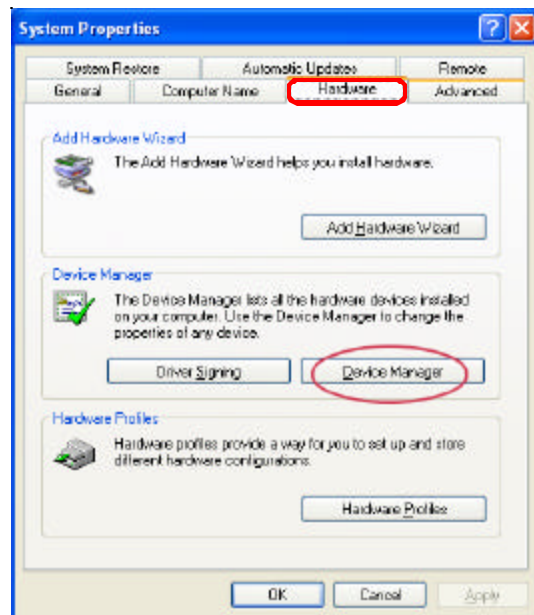 System Properties
System Restore Automatic Updates Remote
General Computer Name Hardware Advanced
Add Hardware Wizard
The Add Hardware Wizard helps you install hardware.
Add Hardware Wizard
Device Manager
The Device Manager lists all the hardware devices installed
on your computer. Use the Device Manager to change the
properties of any device.
Driver Signing Device Manager
Hardware Profiles
Hardware profiles provide a way for you to set up and store
different hardware configurations.
Hardware Profiles
OK Cancel Apply